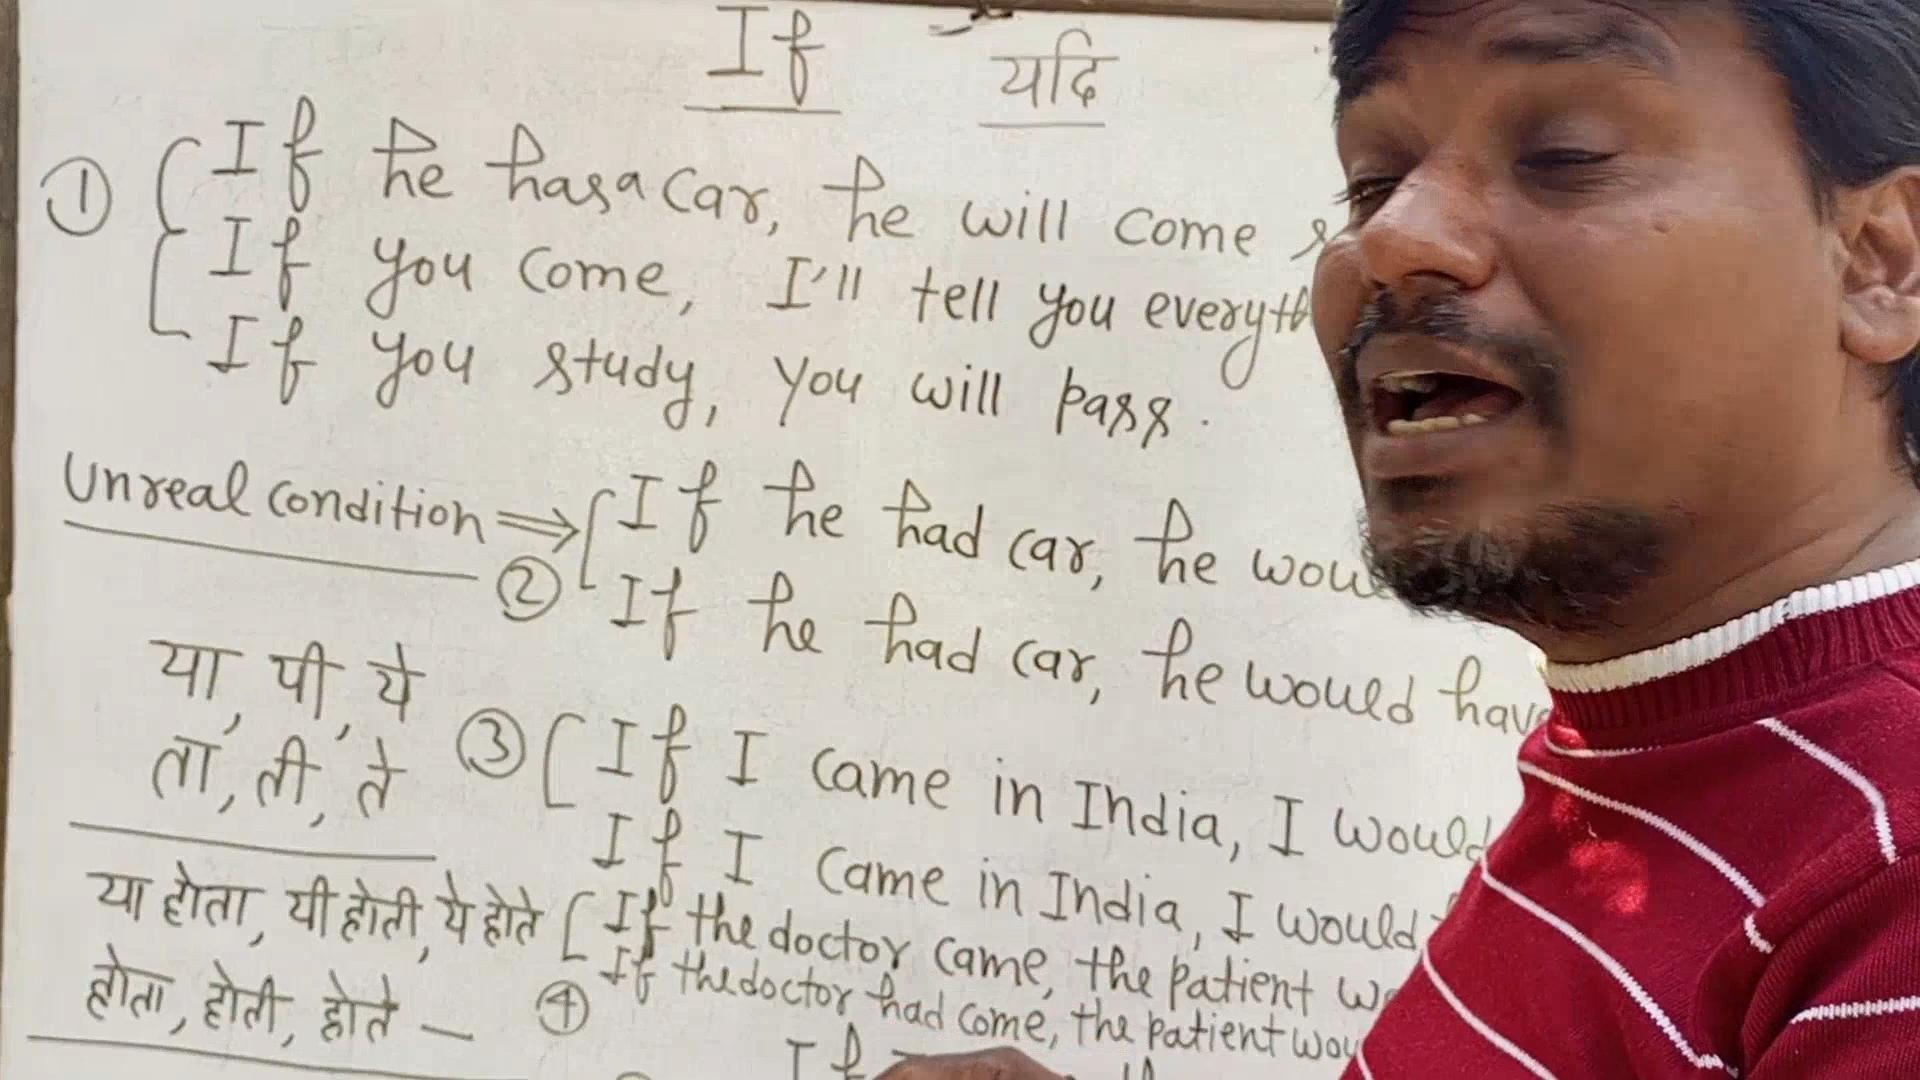 If यदि
① If he has a car, he will come
If you come, I'll tell you
If you study, you will pass.
Unreal condition ⇒ If he had car, he
② If he had car, he would have
या, पी, ये
③ If I came in India, I would
ता, ती, ते
If I came in India, I would
या होता, यी होती, ये होते If the doctor came, the patient
④ If the doctor had come, the patient
होता, होती, होते —
If